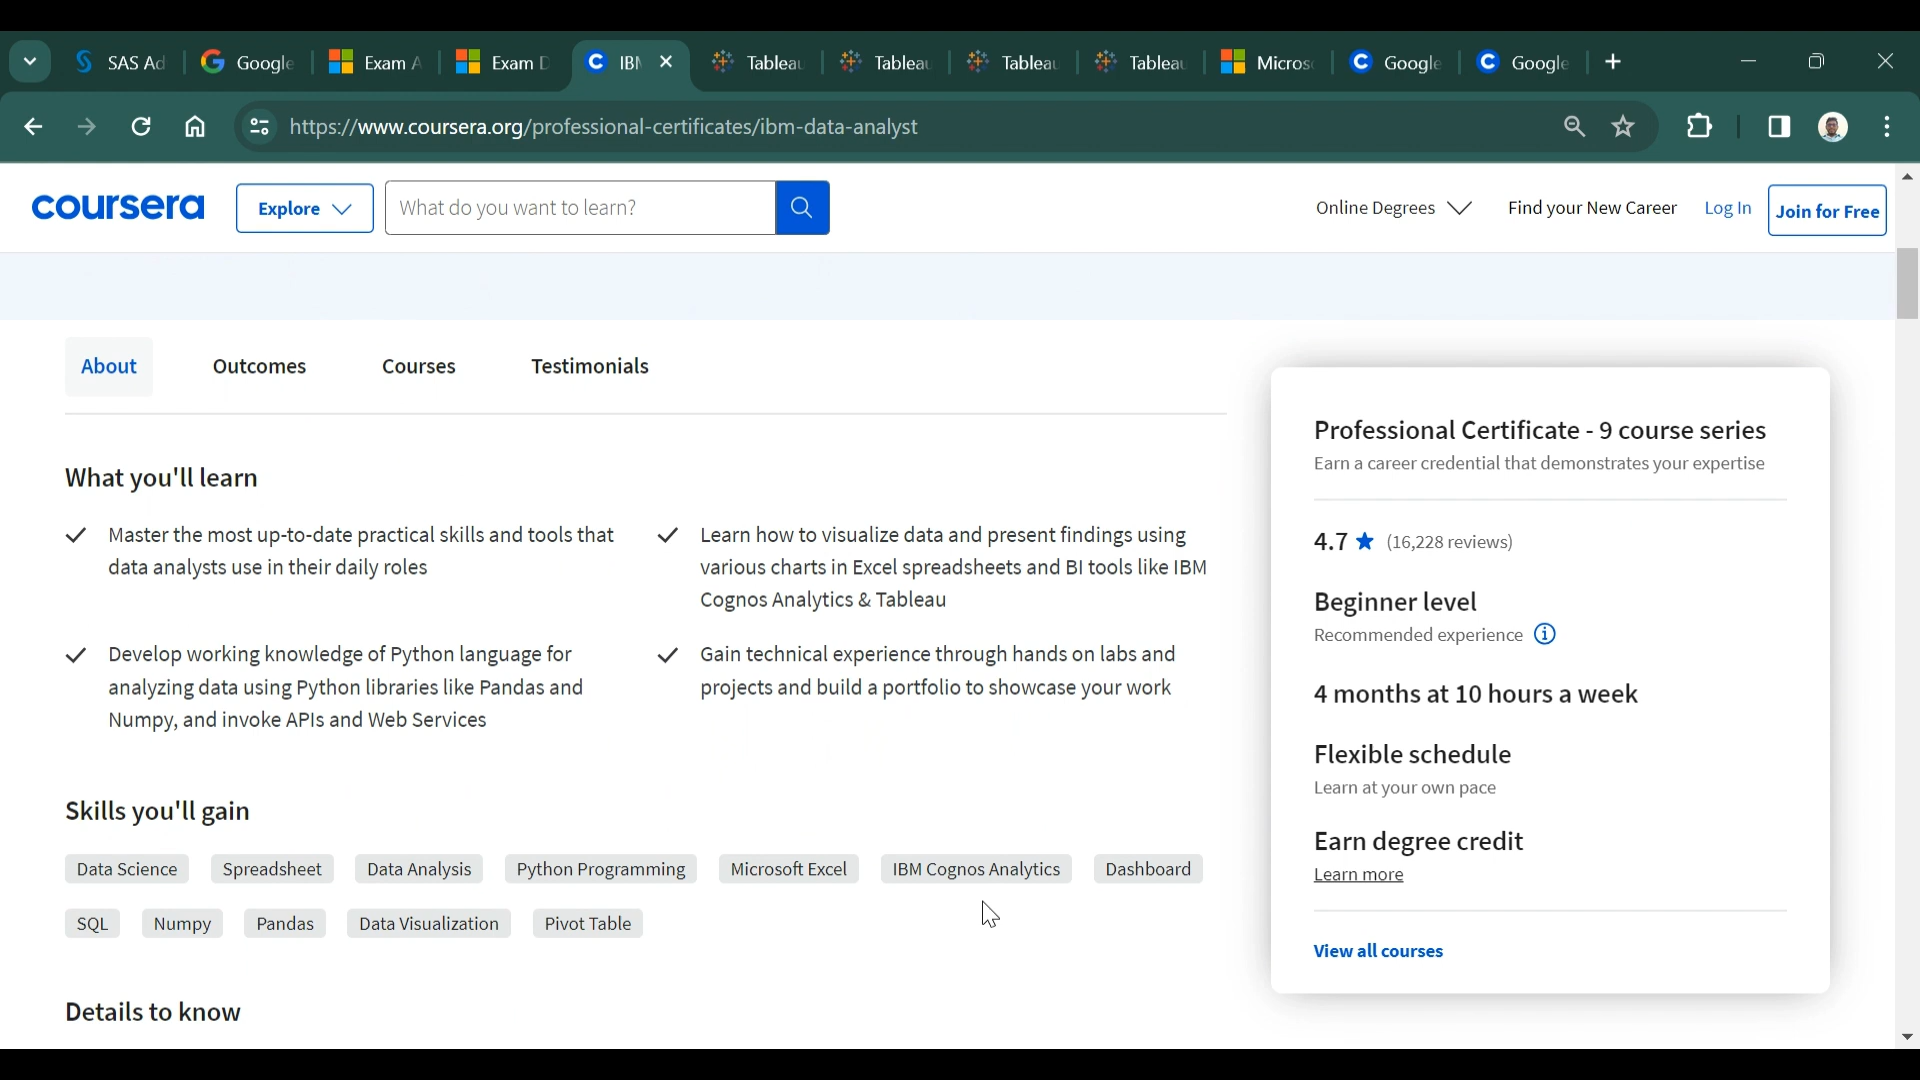 SAS Ad
Google
Exam A
Exam D
IBM
Tableau
Tableau
Tableau
Tableau
Micros
Google
Google
https://www.coursera.org/professional-certificates/ibm-data-analyst
coursera
Explore
What do you want to learn?
Online Degrees
Find your New Career
Log In
Join for Free
About
Outcomes
Courses
Testimonials
What you'll learn
Master the most up-to-date practical skills and tools that
data analysts use in their daily roles
Learn how to visualize data and present findings using
various charts in Excel spreadsheets and BI tools like IBM
Cognos Analytics & Tableau
Develop working knowledge of Python language for
analyzing data using Python libraries like Pandas and
Numpy, and invoke APIs and Web Services
Gain technical experience through hands on labs and
projects and build a portfolio to showcase your work
Skills you'll gain
Data Science Spreadsheet Data Analysis Python Programming Microsoft Excel IBM Cognos Analytics Dashboard
SQL Numpy Pandas Data Visualization Pivot Table
Details to know
Professional Certificate - 9 course series
Earn a career credential that demonstrates your expertise
4.7 ★ (16,228 reviews)
Beginner level
Recommended experience
4 months at 10 hours a week
Flexible schedule
Learn at your own pace
Earn degree credit
Learn more
View all courses